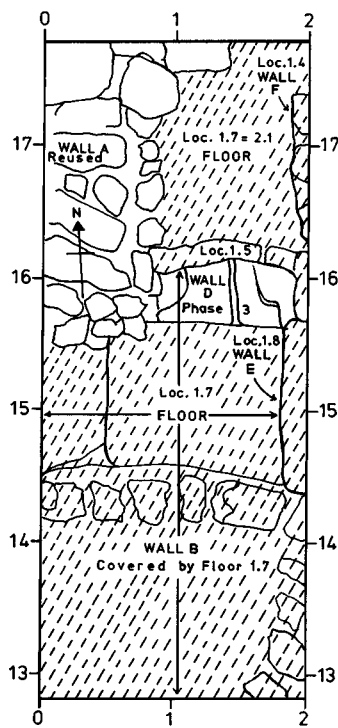 0 1 2
Loc. 1.4
WALL
F
17 17
WALL A
Reused
Loc. 1.7 = 2.1
FLOOR
N
Loc. 1.5
16 16
WALL
D
Phase 3
Loc. 1.8
WALL
E
Loc. 1.7
15 FLOOR 15
14 14
WALL B
Covered by Floor 1.7
13 13
0 1 2